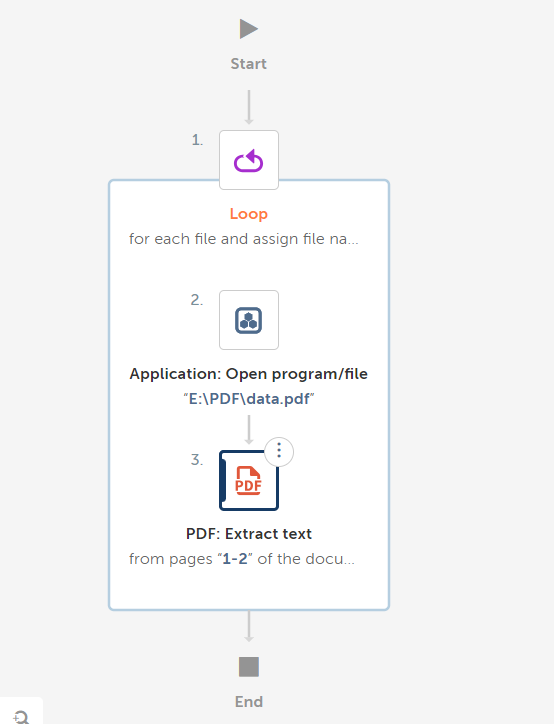 Start
1.
Loop
for each file and assign file na...
2.
Application: Open program/file
“E:\PDF\data.pdf”
3.
PDF
PDF: Extract text
from pages “1-2” of the docu...
End